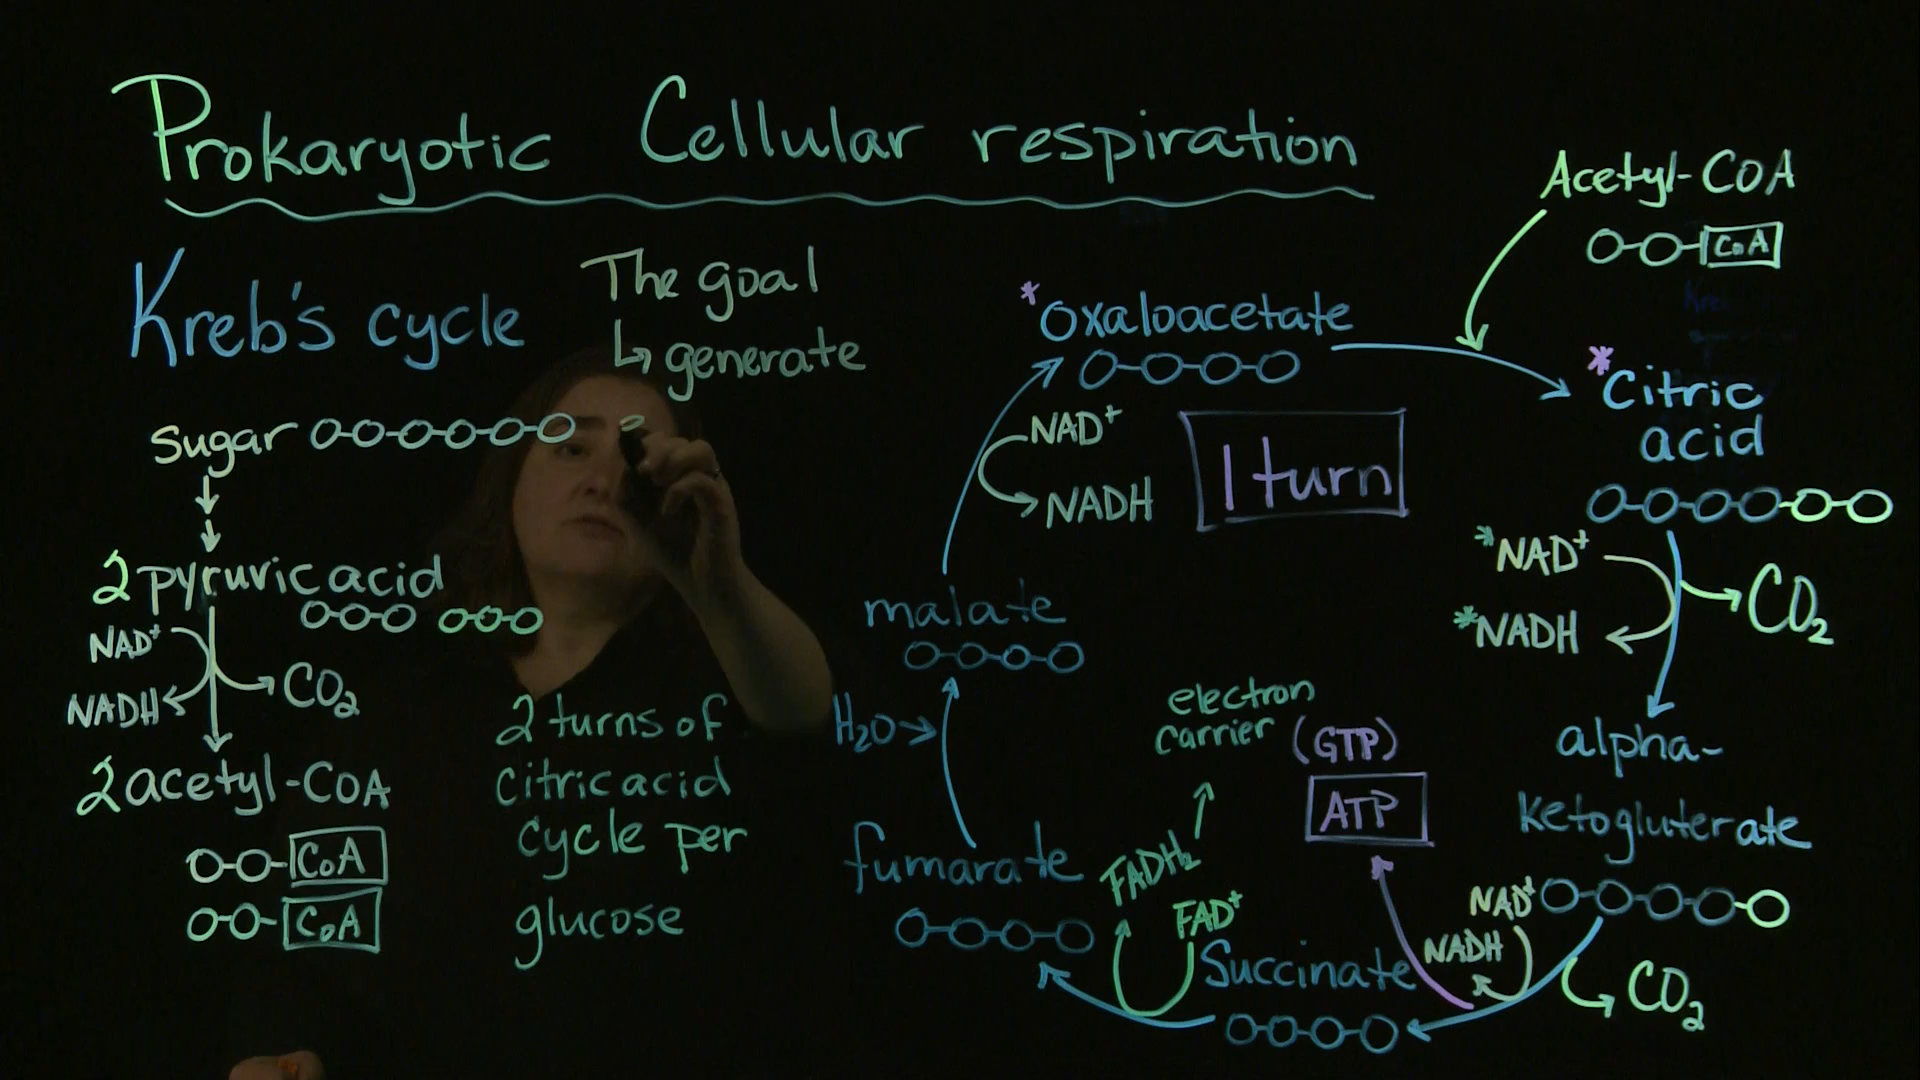 Prokaryotic Cellular respiration
Kreb's cycle
The goal
↳ generate
Sugar
2 pyruvic acid
NAD+
NADH
CO2
2 acetyl-CoA
CoA
CoA
2 turns of
citric acid
cycle per
glucose
Acetyl-CoA
CoA
*Oxaloacetate
*Citric
acid
NAD+
NADH
1 turn
*NAD+
*NADH
CO2
malate
H2O
electron
carrier
(GTP)
ATP
alpha-
ketogluterate
fumarate
FADH2
FAD+
NAD+
NADH
Succinate
CO2